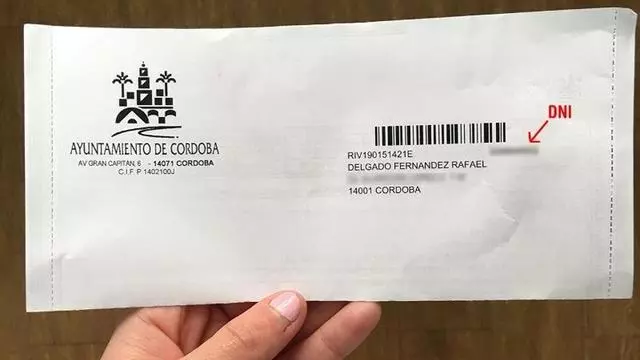 AYUNTAMIENTO DE CORDOBA
AV GRAN CAPITAN, 6 - 14071 CORDOBA
C.I.F. P 1402100J
DNI
RIV190151421E
DELGADO FERNANDEZ RAFAEL
14001 CORDOBA